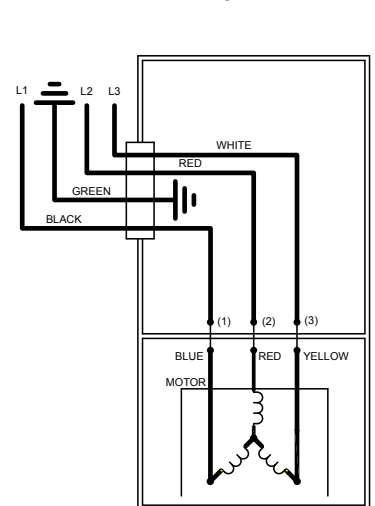 L1 L2 L3
WHITE
RED
GREEN
BLACK
(1) (2) (3)
BLUE RED YELLOW
MOTOR